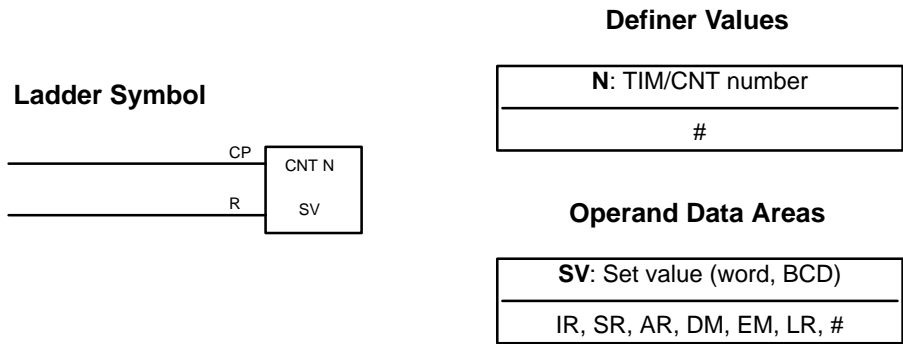 Definer Values
N: TIM/CNT number
#
Ladder Symbol
CP
CNT N
R
SV
Operand Data Areas
SV: Set value (word, BCD)
IR, SR, AR, DM, EM, LR, #